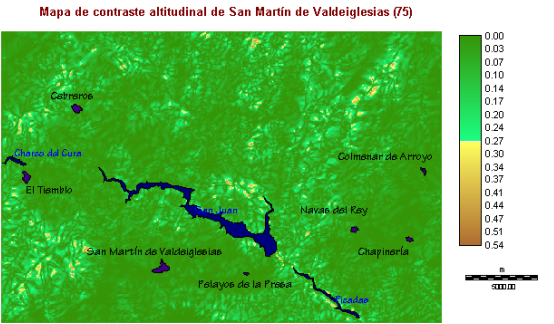 Mapa de contraste altitudinal de San Martín de Valdeiglesias (75)
Cebreros
Charco del Cura
El Tiemblo
Colmenar de Arroyo
San Juan
Navas del Rey
San Martín de Valdeiglesias
Chapinería
Pelayos de la Presa
Picadas
0.00
0.03
0.07
0.10
0.14
0.17
0.20
0.24
0.27
0.30
0.34
0.37
0.41
0.44
0.47
0.51
0.54
m
5000.00